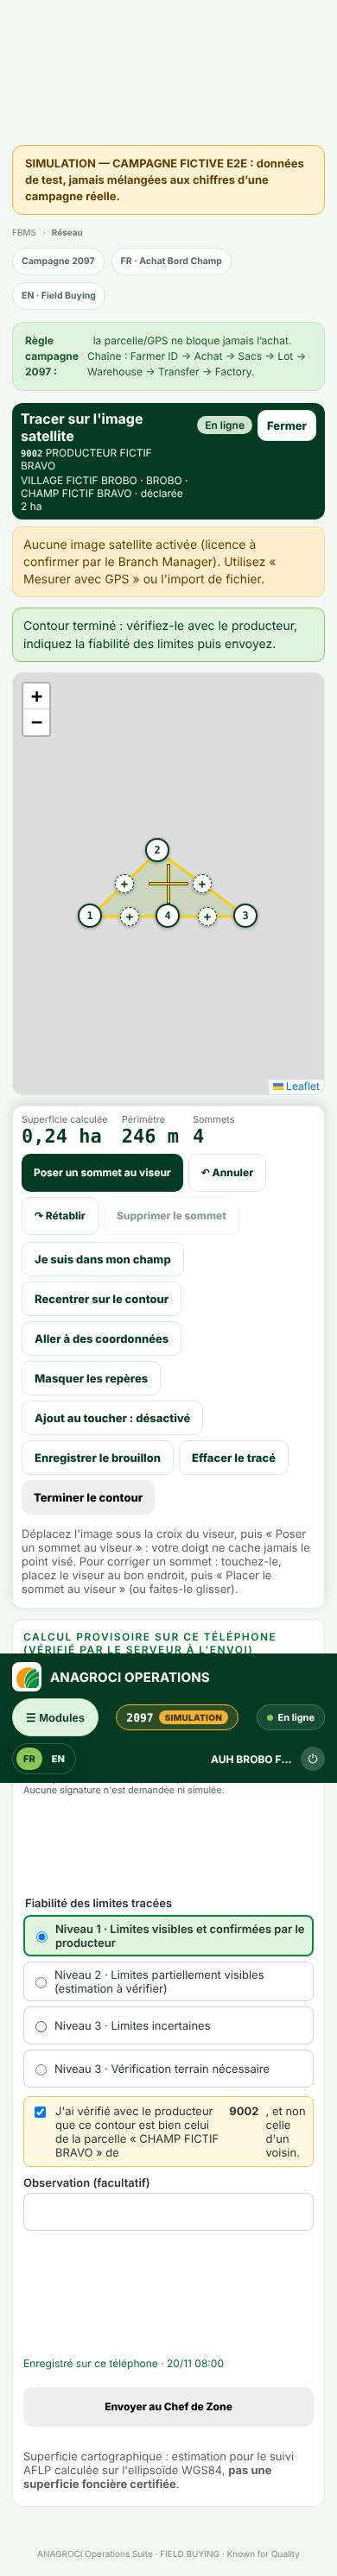 SIMULATION — CAMPAGNE FICTIVE E2E : données
de test, jamais mélangées aux chiffres d’une
campagne réelle.
FBMS › Réseau
Campagne 2097
FR · Achat Bord Champ
EN · Field Buying
Règle campagne 2097 :
la parcelle/GPS ne bloque jamais l’achat.
Chaîne : Farmer ID → Achat → Sacs → Lot →
Warehouse → Transfer → Factory.
Tracer sur l'image
satellite
9002 PRODUCTEUR FICTIF
BRAVO
VILLAGE FICTIF BROBO · BROBO ·
CHAMP FICTIF BRAVO · déclarée
2 ha
En ligne
Fermer
Aucune image satellite activée (licence à
confirmer par le Branch Manager). Utilisez «
Mesurer avec GPS » ou l'import de fichier.
Contour terminé : vérifiez-le avec le producteur,
indiquez la fiabilité des limites puis envoyez.
+
−
2
+ +
1 + 4 + 3
Leaflet
Superficie calculée Périmètre Sommets
0,24 ha 246 m 4
Poser un sommet au viseur
↶ Annuler
↷ Rétablir
Supprimer le sommet
Je suis dans mon champ
Recentrer sur le contour
Aller à des coordonnées
Masquer les repères
Ajout au toucher : désactivé
Enregistrer le brouillon
Effacer le tracé
Terminer le contour
Déplacez l'image sous la croix du viseur, puis « Poser
un sommet au viseur » : votre doigt ne cache jamais le
point visé. Pour corriger un sommet : touchez-le,
placez le viseur au bon endroit, puis « Placer le
sommet au viseur » (ou faites-le glisser).
CALCUL PROVISOIRE SUR CE TÉLÉPHONE
(VÉRIFIÉ PAR LE SERVEUR À L'ENVOI)
ANAGROCI OPERATIONS
☰ Modules
2097 SIMULATION
En ligne
FR EN
AUH BROBO F…
Aucune signature n'est demandée ni simulée.
Fiabilité des limites tracées
Niveau 1 · Limites visibles et confirmées par le
producteur
Niveau 2 · Limites partiellement visibles
(estimation à vérifier)
Niveau 3 · Limites incertaines
Niveau 3 · Vérification terrain nécessaire
J'ai vérifié avec le producteur
que ce contour est bien celui
de la parcelle « CHAMP FICTIF
BRAVO » de
9002
, et non
celle
d'un
voisin.
Observation (facultatif)
Enregistré sur ce téléphone · 20/11 08:00
Envoyer au Chef de Zone
Superficie cartographique : estimation pour le suivi
AFLP calculée sur l'ellipsoïde WGS84, pas une
superficie foncière certifiée.
ANAGROCI Operations Suite · FIELD BUYING · Known for Quality